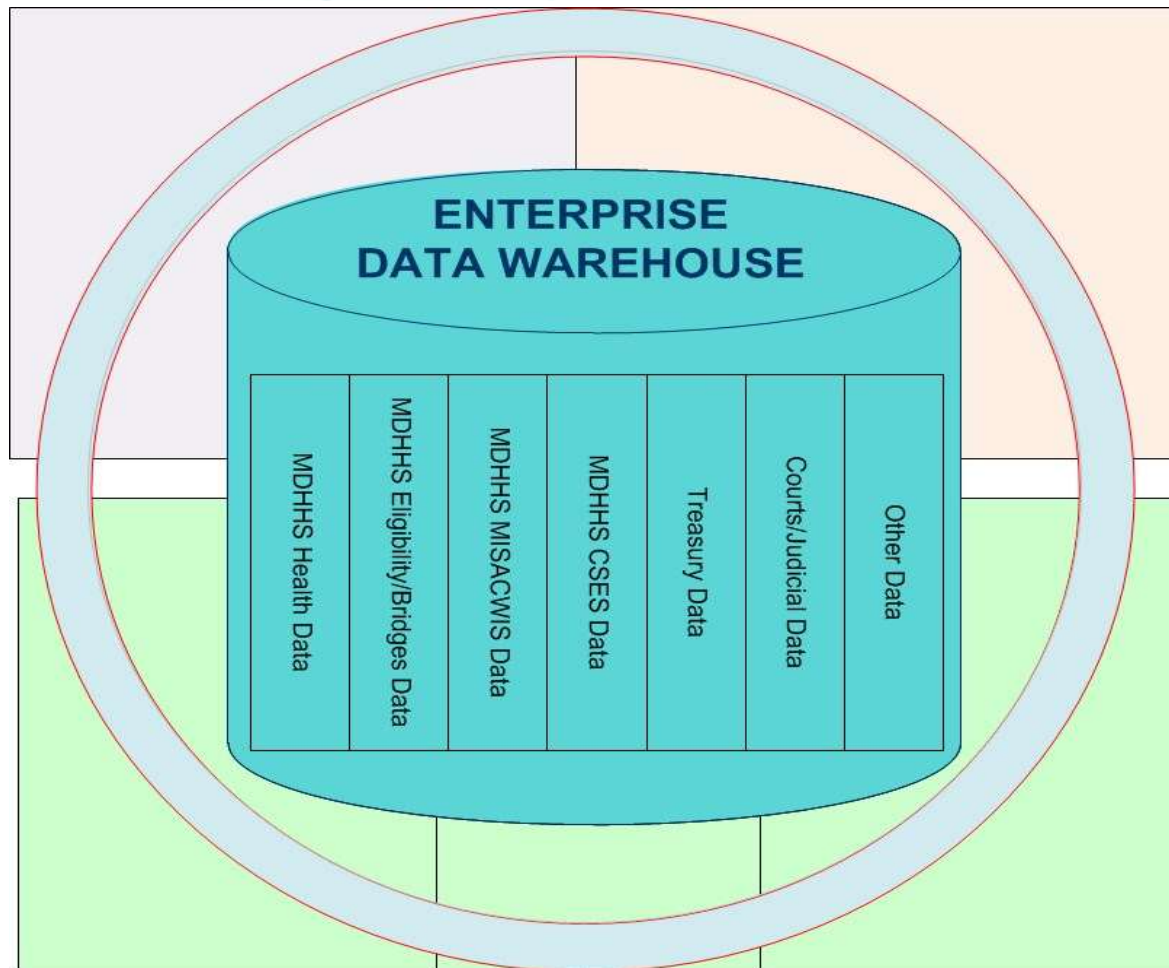 ENTERPRISE
DATA WAREHOUSE
MDHHS Health Data
MDHHS Eligibility/Bridges Data
MDHHS MISACWIS Data
MDHHS CSES Data
Treasury Data
Courts/Judicial Data
Other Data